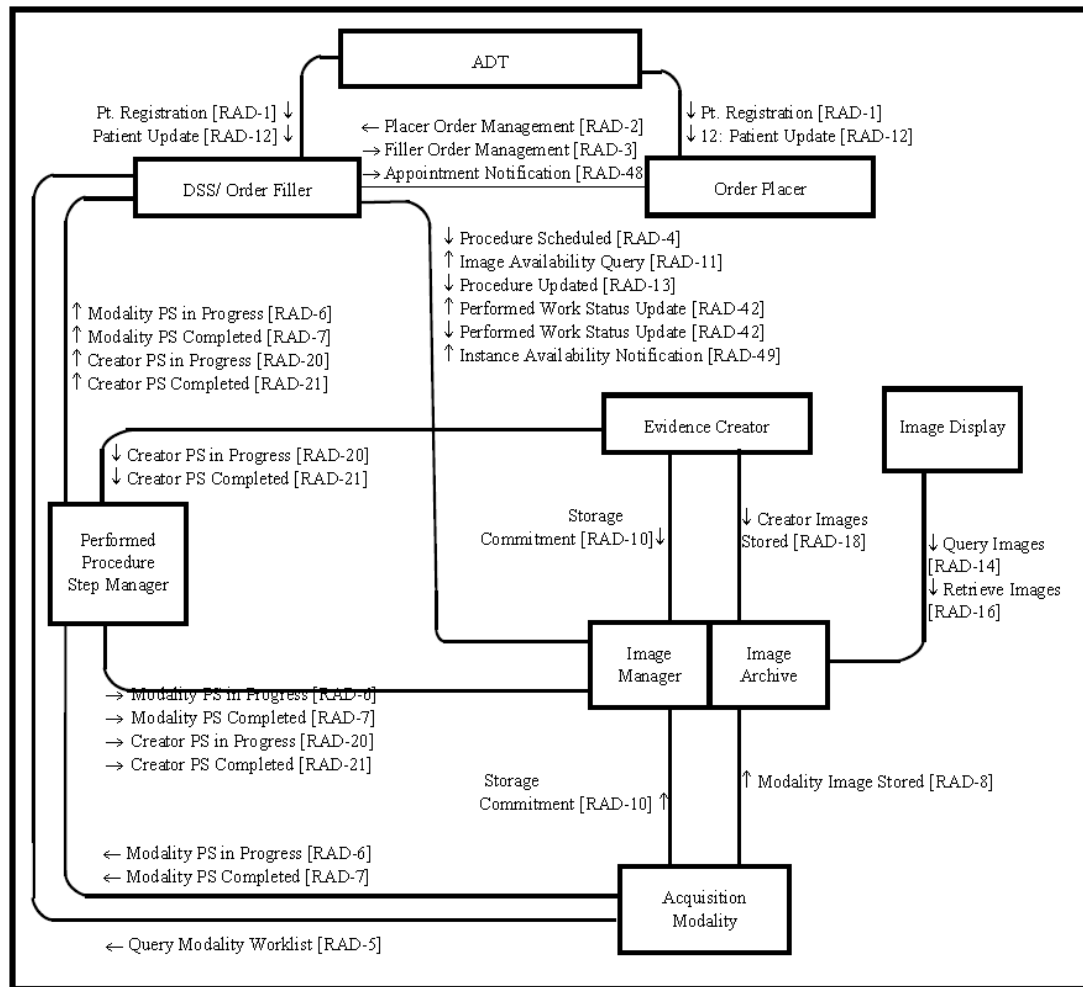 ADT
Pt. Registration [RAD-1] ↓
Patient Update [RAD-12] ↓
← Placer Order Management [RAD-2]
→ Filler Order Management [RAD-3]
→ Appointment Notification [RAD-48
↓ Pt. Registration [RAD-1]
↓ 12: Patient Update [RAD-12]
DSS/ Order Filler
Order Placer
↓ Procedure Scheduled [RAD-4]
↑ Image Availability Query [RAD-11]
↓ Procedure Updated [RAD-13]
↑ Performed Work Status Update [RAD-42]
↓ Performed Work Status Update [RAD-42]
↑ Instance Availability Notification [RAD-49]
↑ Modality PS in Progress [RAD-6]
↑ Modality PS Completed [RAD-7]
↑ Creator PS in Progress [RAD-20]
↑ Creator PS Completed [RAD-21]
Evidence Creator
Image Display
↓ Creator PS in Progress [RAD-20]
↓ Creator PS Completed [RAD-21]
Performed
Procedure
Step Manager
Storage
Commitment [RAD-10] ↓
↓ Creator Images
Stored [RAD-18]
↓ Query Images
[RAD-14]
↓ Retrieve Images
[RAD-16]
Image
Manager
Image
Archive
→ Modality PS in Progress [RAD-6]
→ Modality PS Completed [RAD-7]
→ Creator PS in Progress [RAD-20]
→ Creator PS Completed [RAD-21]
Storage
Commitment [RAD-10] ↑
↑ Modality Image Stored [RAD-8]
← Modality PS in Progress [RAD-6]
← Modality PS Completed [RAD-7]
Acquisition
Modality
← Query Modality Worklist [RAD-5]